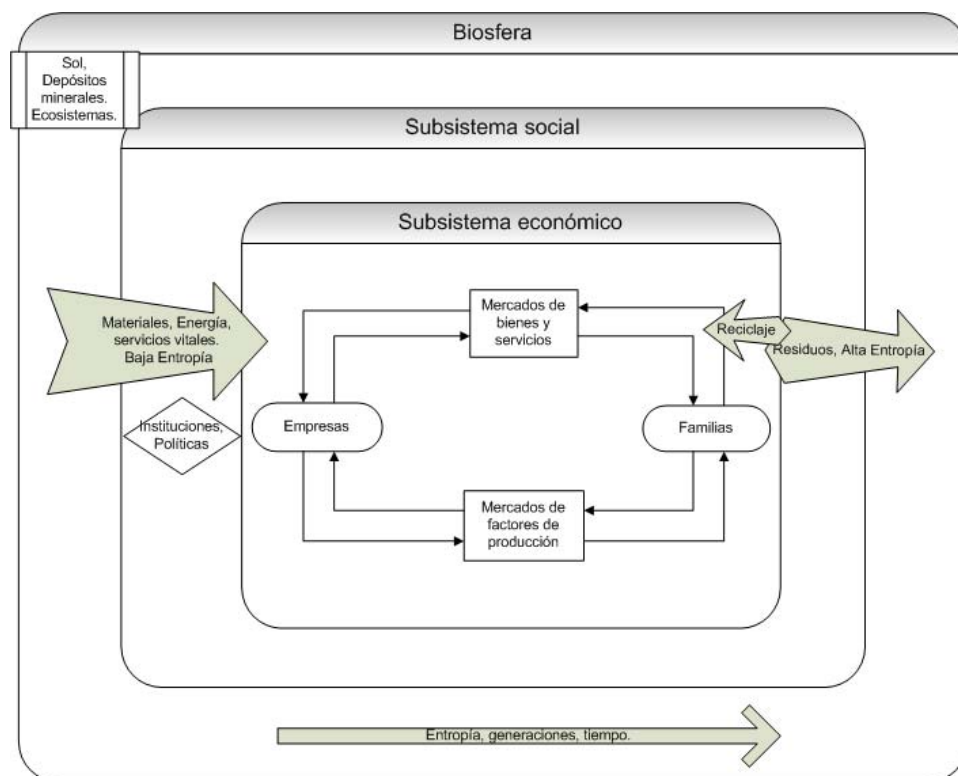 Biosfera
Sol,
Depósitos
minerales.
Ecosistemas.
Subsistema social
Subsistema económico
Materiales, Energía,
servicios vitales.
Baja Entropía
Mercados de
bienes y
servicios
Reciclaje
Residuos, Alta Entropía
Instituciones,
Políticas
Empresas
Familias
Mercados de
factores de
producción
Entropía, generaciones, tiempo.